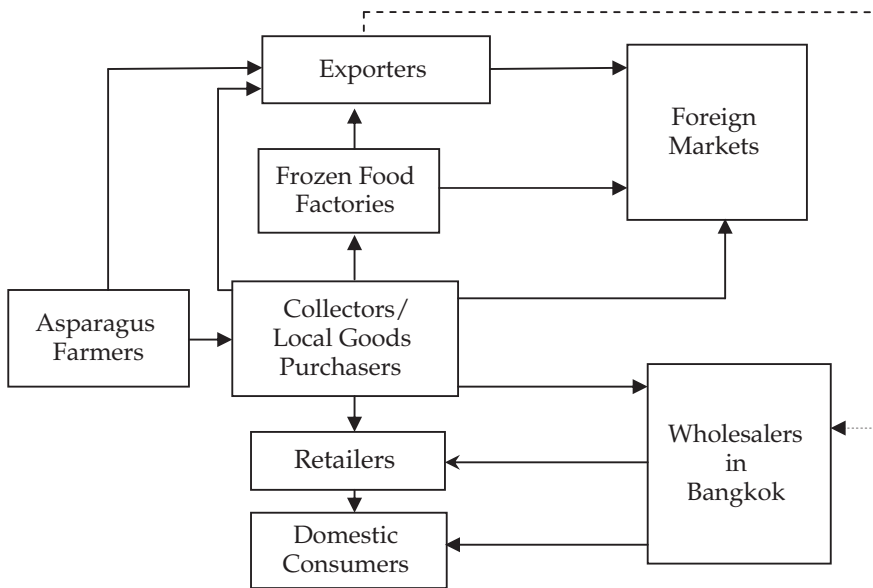 Exporters
Foreign
Markets
Frozen Food
Factories
Asparagus
Farmers
Collectors/
Local Goods
Purchasers
Wholesalers
in
Bangkok
Retailers
Domestic
Consumers